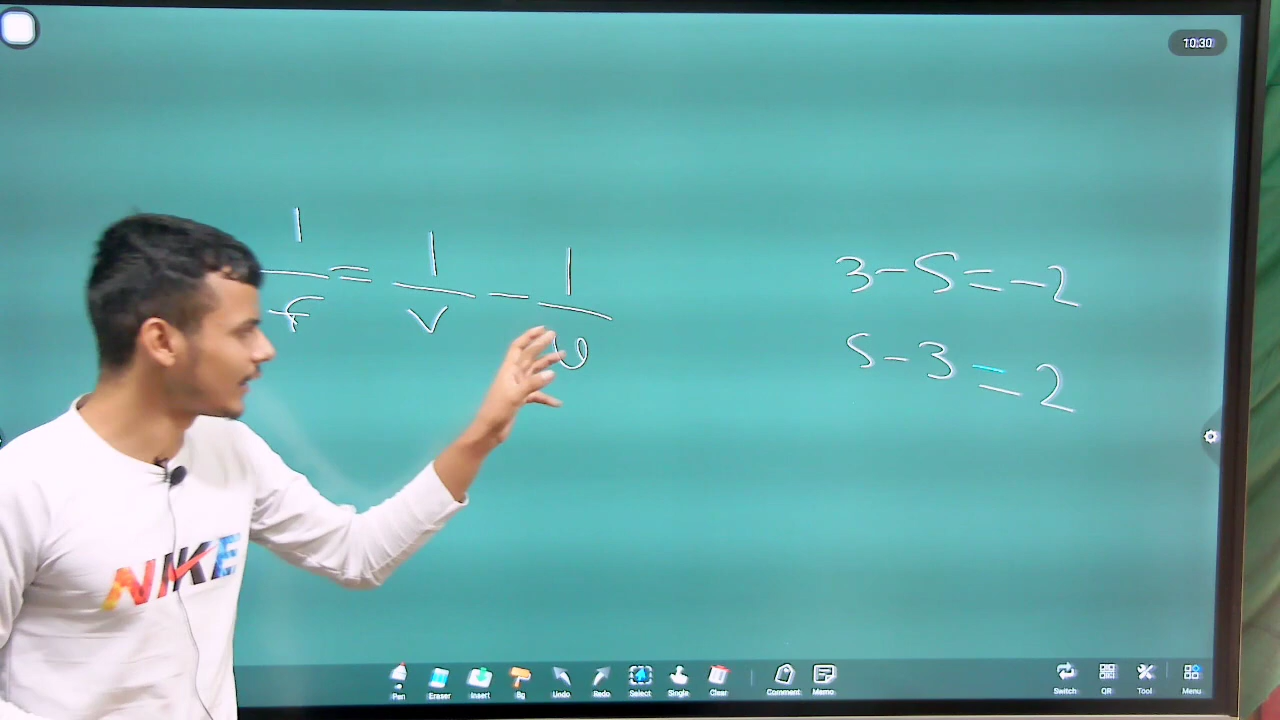 10:30
1/f = 1/v - 1/u
3-5=-2
5-3=2
NIKE
Pen Eraser Insert Bg Undo Redo Select Single Clear Comment Memo Switch QR Tool Menu